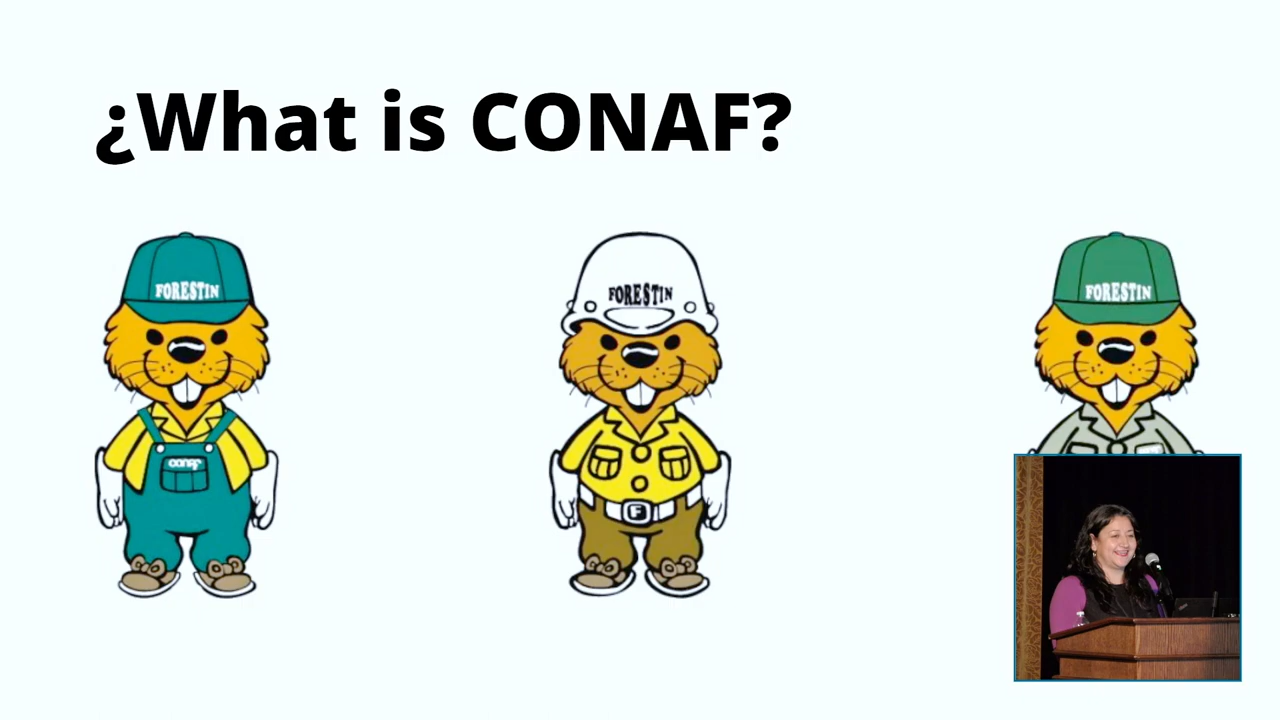 ¿What is CONAF?
FORESTIN
FORESTIN
FORESTIN
conaf
F